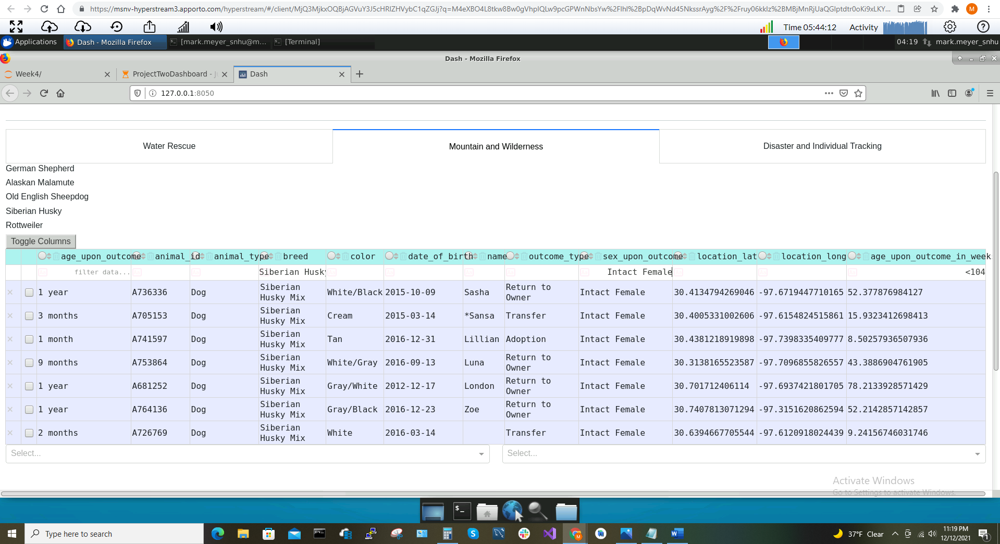 https://msnv-hyperstream3.apporto.com/hyperstream/#/client/
Time 05:44:12 Activity
Applications Dash - Mozilla Firefox [mark.meyer_snhu@m... [Terminal] 04:19 mark.meyer_snhu
Dash - Mozilla Firefox
Week4/ ProjectTwoDashboard - Dash
127.0.0.1:8050
Water Rescue Mountain and Wilderness Disaster and Individual Tracking
German Shepherd
Alaskan Malamute
Old English Sheepdog
Siberian Husky
Rottweiler
Toggle Columns
age_upon_outcome animal_id animal_type breed color date_of_birth name outcome_type sex_upon_outcome location_lat location_long age_upon_outcome_in_week
filter data... Siberian Husky Intact Female <104
1 year A736336 Dog Siberian Husky Mix White/Black 2015-10-09 Sasha Return to Owner Intact Female 30.4134794269046 -97.6719447710165 52.377876984127
3 months A705153 Dog Siberian Husky Mix Cream 2015-03-14 *Sansa Transfer Intact Female 30.4005331002606 -97.6154824515861 15.9323412698413
1 month A741597 Dog Siberian Husky Mix Tan 2016-12-31 Lillian Adoption Intact Female 30.4381218919898 -97.7398335409777 8.50257936507936
9 months A753864 Dog Siberian Husky Mix White/Gray 2016-09-13 Luna Return to Owner Intact Female 30.3138165523587 -97.7096855826557 43.3886904761905
1 year A681252 Dog Siberian Husky Mix Gray/White 2012-12-17 London Return to Owner Intact Female 30.701712406114 -97.6937421801705 78.2133928571429
1 year A764136 Dog Siberian Husky Mix Gray/Black 2016-12-23 Zoe Return to Owner Intact Female 30.7407813071294 -97.3151620862594 52.2142857142857
2 months A726769 Dog Siberian Husky Mix White 2016-03-14 Transfer Intact Female 30.6394667705544 -97.6120918024439 9.24156746031746
Select... Select...
Activate Windows
Go to Settings to activate Windows.
Type here to search 37°F Clear 11:19 PM
12/12/2021